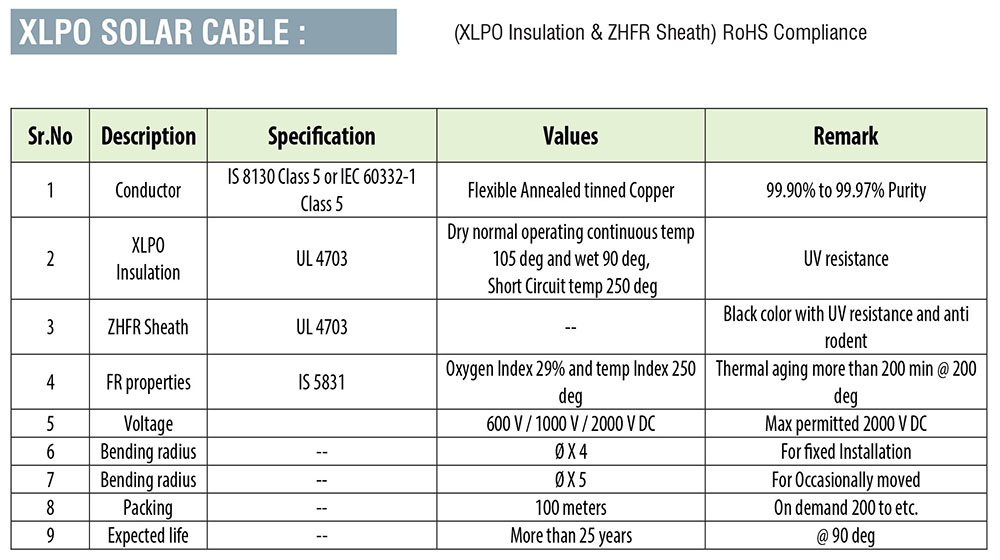 XLPO SOLAR CABLE :
(XLPO Insulation & ZHFR Sheath) RoHS Compliance
Sr.No Description Specification Values Remark
1 Conductor IS 8130 Class 5 or IEC 60332-1 Class 5 Flexible Annealed tinned Copper 99.90% to 99.97% Purity
2 XLPO Insulation UL 4703 Dry normal operating continuous temp 105 deg and wet 90 deg, Short Circuit temp 250 deg UV resistance
3 ZHFR Sheath UL 4703 -- Black color with UV resistance and anti rodent
4 FR properties IS 5831 Oxygen Index 29% and temp Index 250 deg Thermal aging more than 200 min @ 200 deg
5 Voltage 600 V / 1000 V / 2000 V DC Max permitted 2000 V DC
6 Bending radius -- Ø X 4 For fixed Installation
7 Bending radius -- Ø X 5 For Occasionally moved
8 Packing -- 100 meters On demand 200 to etc.
9 Expected life -- More than 25 years @ 90 deg